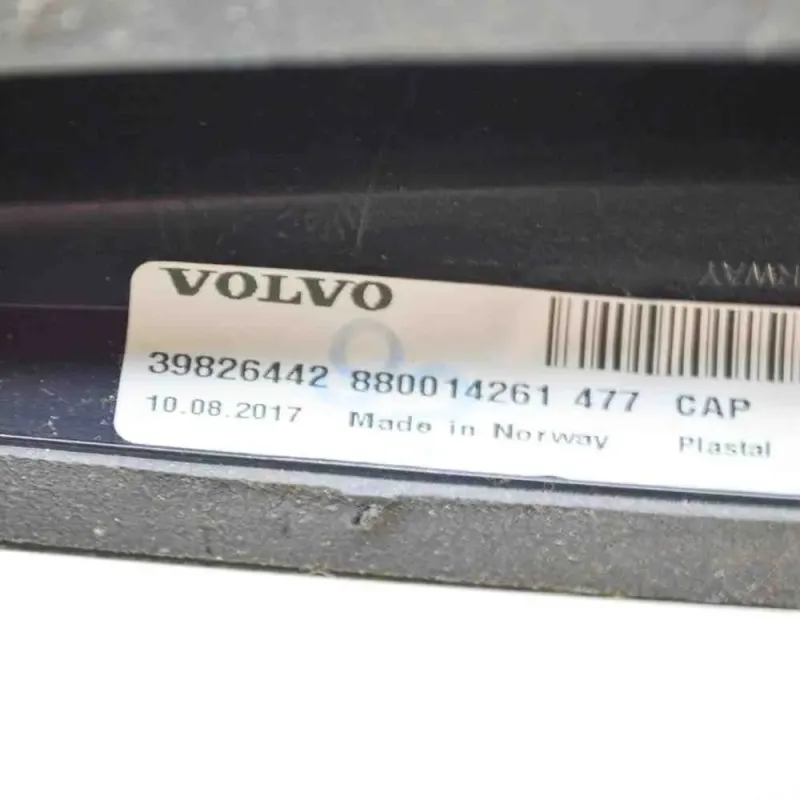 VOLVO
39826442 880014261 477 CAP
10.08.2017 Made in Norway Plastal